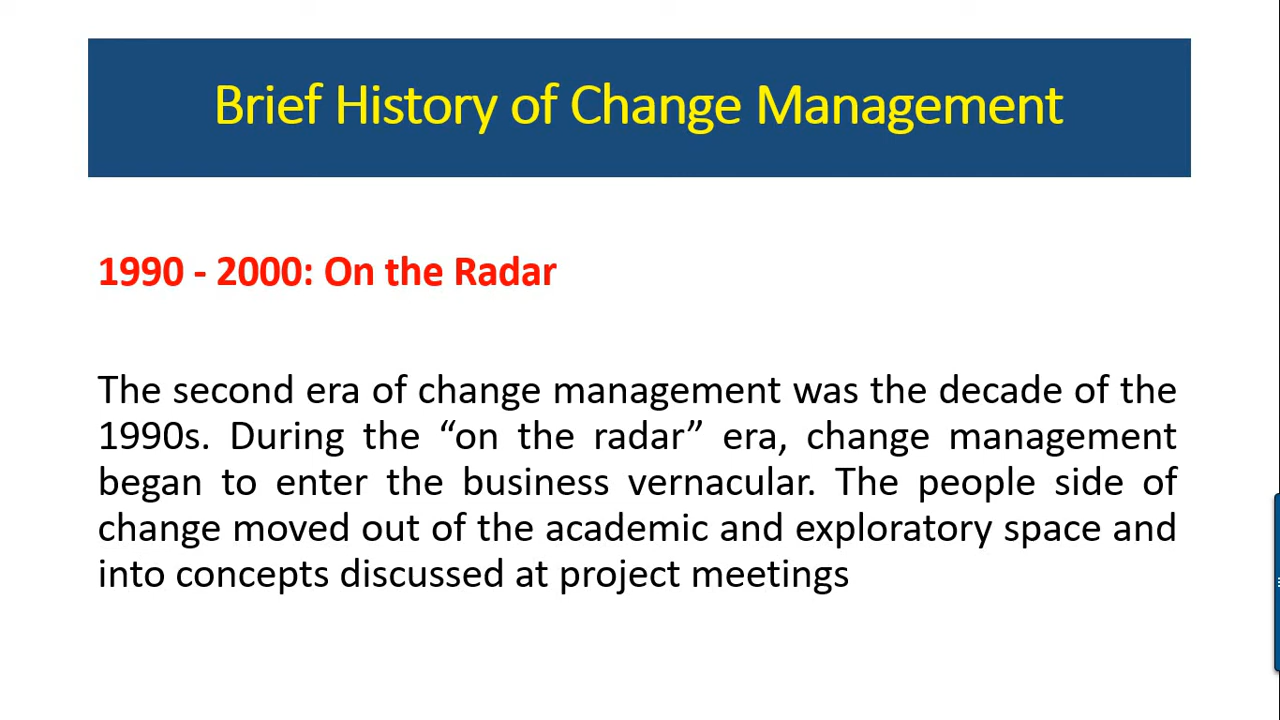 Brief History of Change Management
1990 - 2000: On the Radar
The second era of change management was the decade of the
1990s. During the “on the radar” era, change management
began to enter the business vernacular. The people side of
change moved out of the academic and exploratory space and
into concepts discussed at project meetings